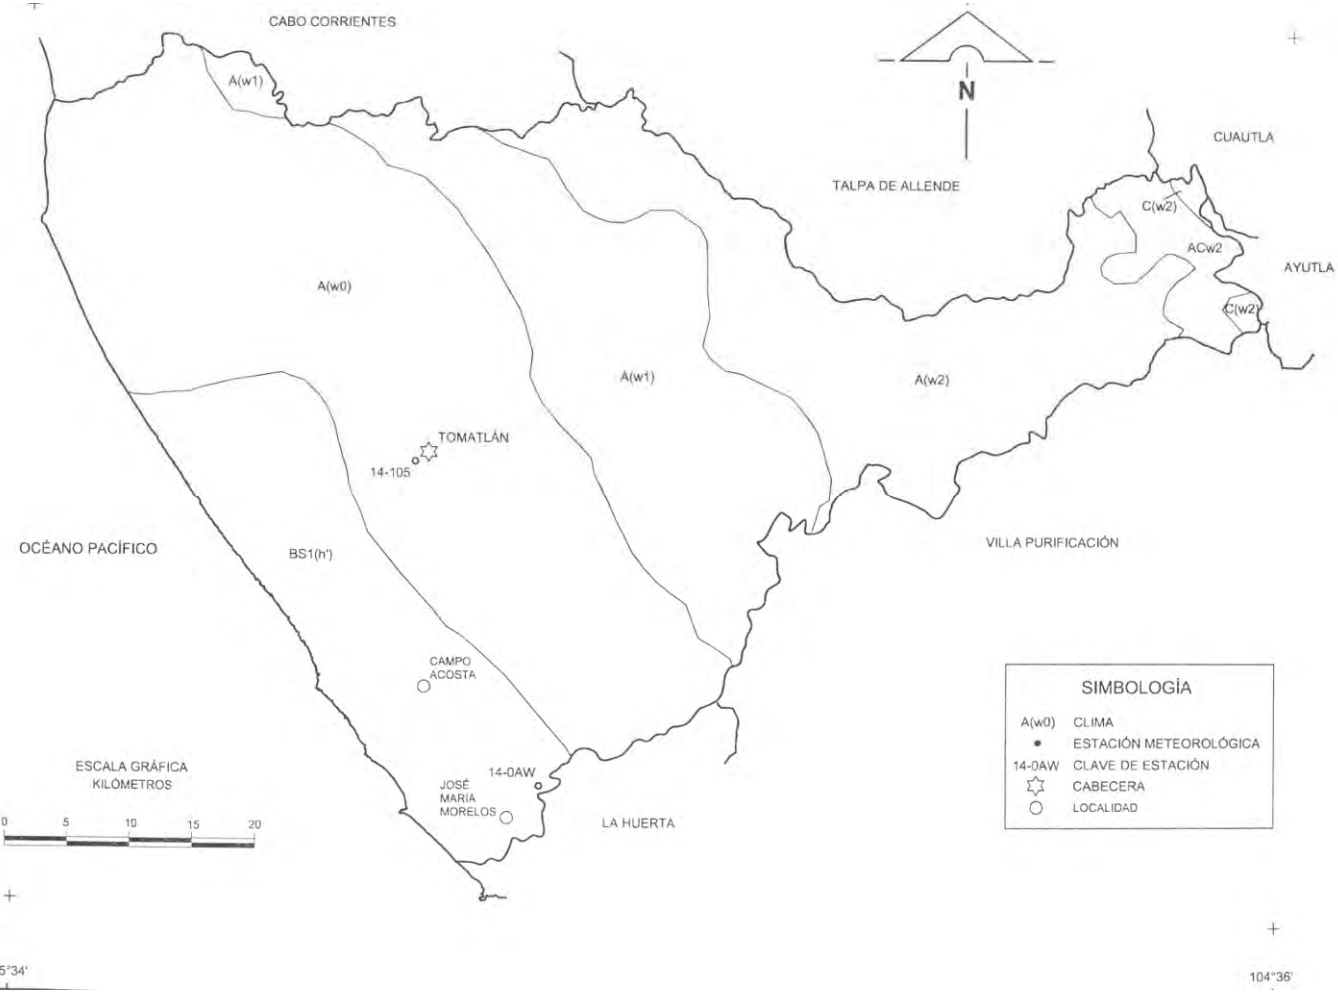 CABO CORRIENTES
A(w1)
N
CUAUTLA
TALPA DE ALLENDE
C(w2)
ACw2
AYUTLA
A(w0)
C(w2)
A(w1)
A(w2)
TOMATLÁN
14-105
OCÉANO PACÍFICO
BS1(h')
VILLA PURIFICACIÓN
CAMPO
ACOSTA
SIMBOLOGÍA
A(w0) CLIMA
ESTACIÓN METEOROLÓGICA
14-0AW CLAVE DE ESTACIÓN
CABECERA
LOCALIDAD
ESCALA GRÁFICA
KILÓMETROS
0 5 10 15 20
14-0AW
JOSÉ
MARÍA
MORELOS
LA HUERTA
5°34'
104°36'